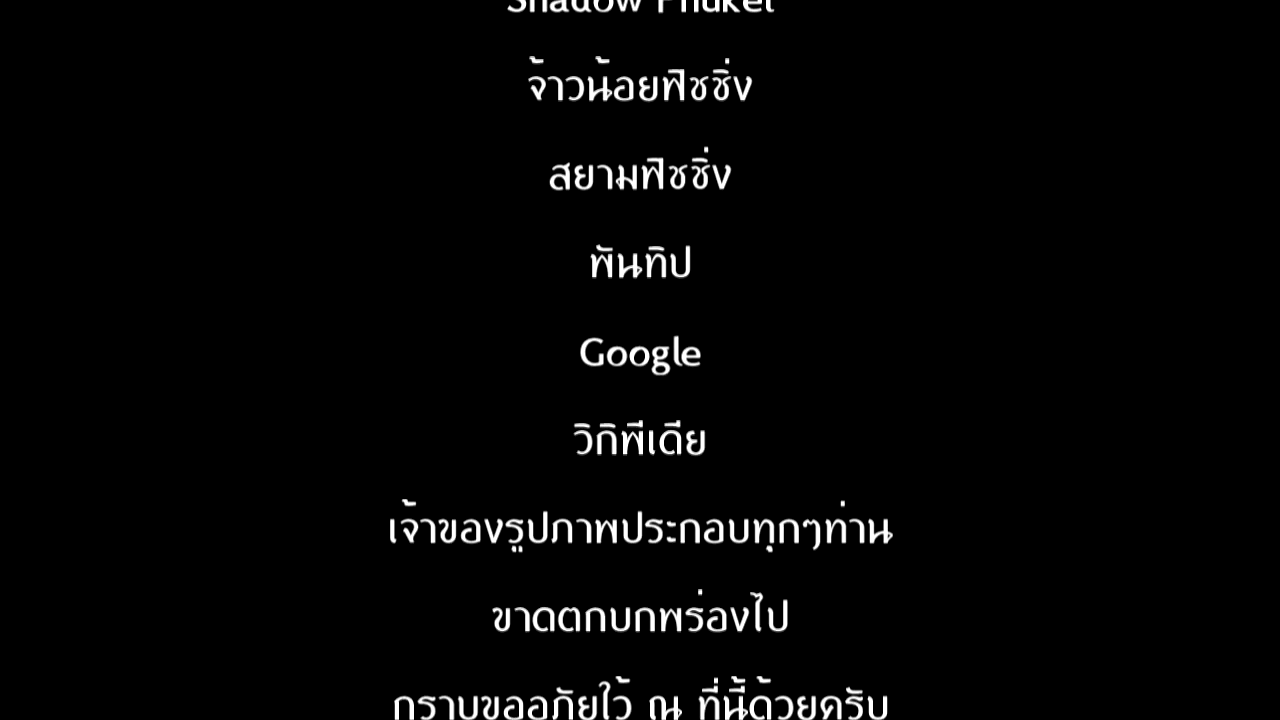 Shadow Phuket
จ้าวน้อยฟิชชิ่ง
สยามฟิชชิ่ง
พันทิป
Google
วิกิพีเดีย
เจ้าของรูปภาพประกอบทุกๆท่าน
ขาดตกบกพร่องไป
กราบขออภัยใว้ ณ ที่นี้ด้วยครับ